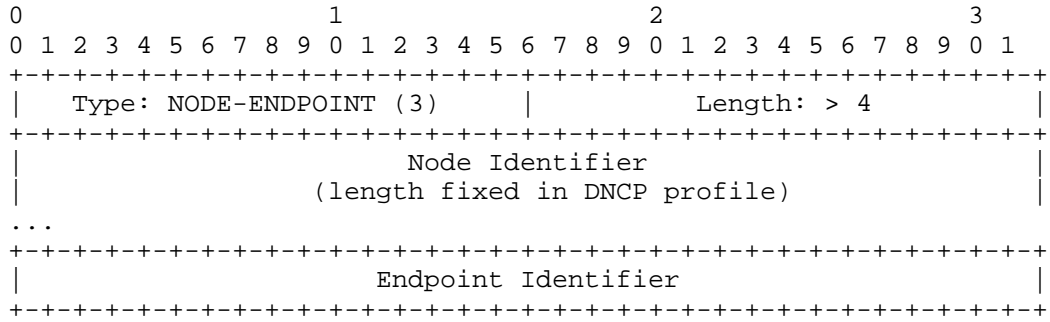 0                   1                   2                   3
0 1 2 3 4 5 6 7 8 9 0 1 2 3 4 5 6 7 8 9 0 1 2 3 4 5 6 7 8 9 0 1
+-+-+-+-+-+-+-+-+-+-+-+-+-+-+-+-+-+-+-+-+-+-+-+-+-+-+-+-+-+-+-+-+
|   Type: NODE-ENDPOINT (3)     |          Length: > 4          |
+-+-+-+-+-+-+-+-+-+-+-+-+-+-+-+-+-+-+-+-+-+-+-+-+-+-+-+-+-+-+-+-+
|                        Node Identifier                        |
|                  (length fixed in DNCP profile)               |
...
+-+-+-+-+-+-+-+-+-+-+-+-+-+-+-+-+-+-+-+-+-+-+-+-+-+-+-+-+-+-+-+-+
|                      Endpoint Identifier                      |
+-+-+-+-+-+-+-+-+-+-+-+-+-+-+-+-+-+-+-+-+-+-+-+-+-+-+-+-+-+-+-+-+